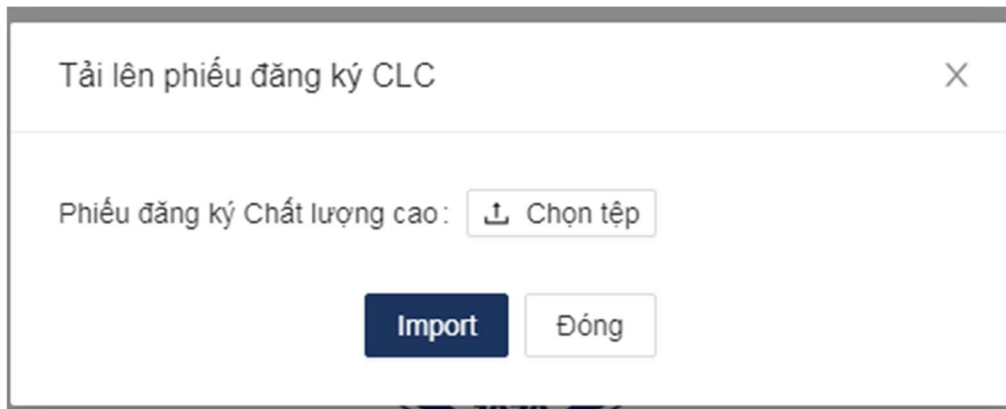 Tải lên phiếu đăng ký CLC
Phiếu đăng ký Chất lượng cao: Chọn tệp
Import Đóng